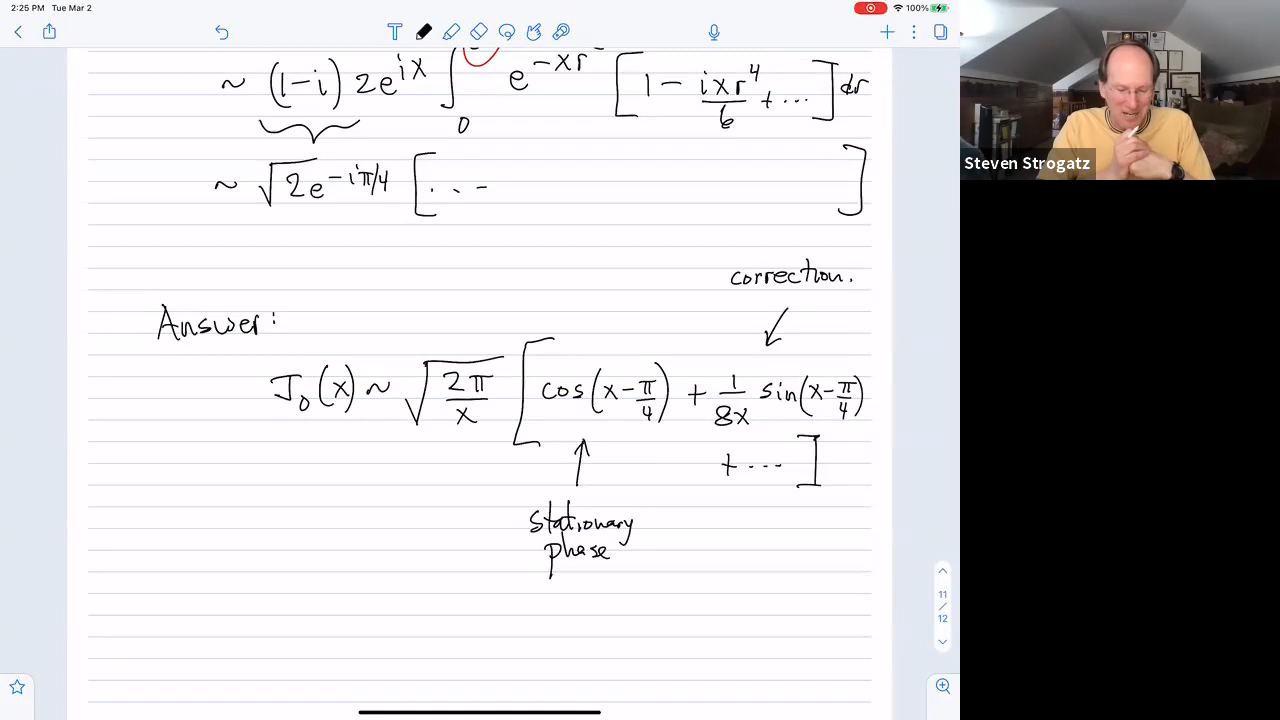 2:25 PM Tue Mar 2
100%
~ (1-i) 2e^{ix} ∫_0 e^{-xr^2} [1 - ixr^4/6 + ...] dr
~ √2e^{-iπ/4} [...]
correction.
Answer:
J_0(x) ~ √(2π/x) [cos(x-π/4) + 1/8x sin(x-π/4)
+ ...]
stationary
phase
Steven Strogatz
11
/
12